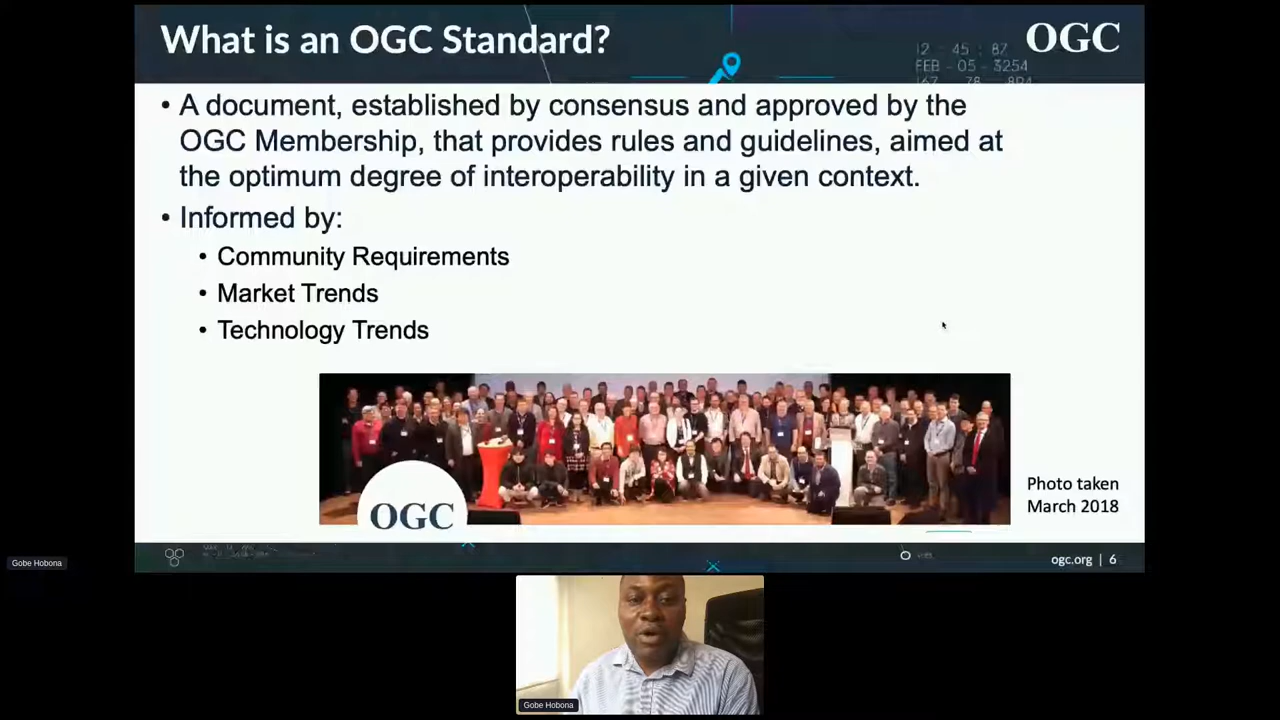 What is an OGC Standard?
OGC
12 : 45 : 87
FEB - 05 - 3254
• A document, established by consensus and approved by the
OGC Membership, that provides rules and guidelines, aimed at
the optimum degree of interoperability in a given context.
• Informed by:
• Community Requirements
• Market Trends
• Technology Trends
OGC
Photo taken
March 2018
ogc.org | 6
Gobe Hobona
Gobe Hobona